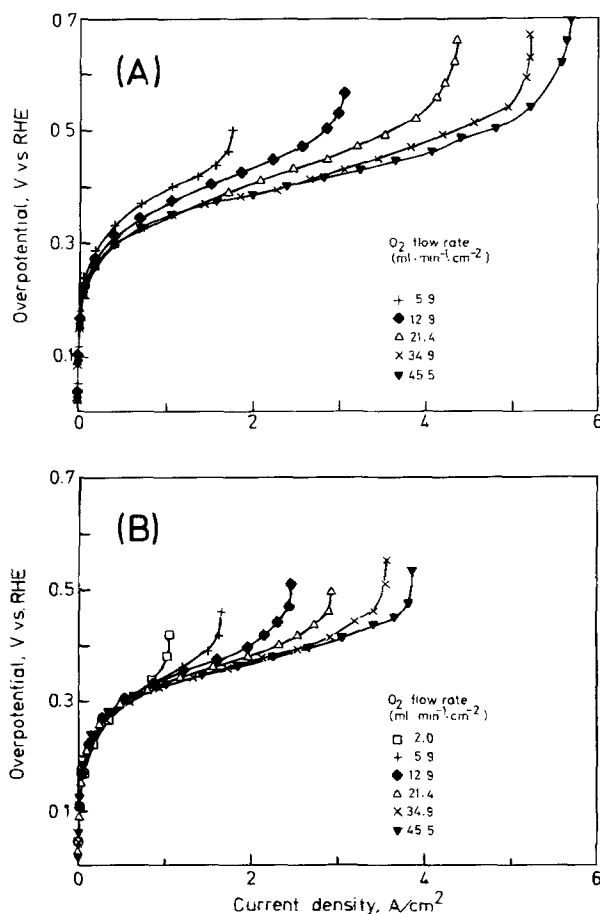 0.7
(A)
Overpotential, V vs RHE
0.5
0.3
0.1
O2 flow rate
(ml·min-1·cm-2)
+ 5 9
◆ 12.9
△ 21.4
× 34.9
▼ 45 5
0 2 4 6
0.7
(B)
Overpotential, V vs. RHE
0.5
0.3
0 1
O2 flow rate
(ml min-1·cm-2)
□ 2.0
+ 5 9
◆ 12 9
△ 21.4
× 34.9
▼ 45 5
0 2 4 6
Current density, A/cm2